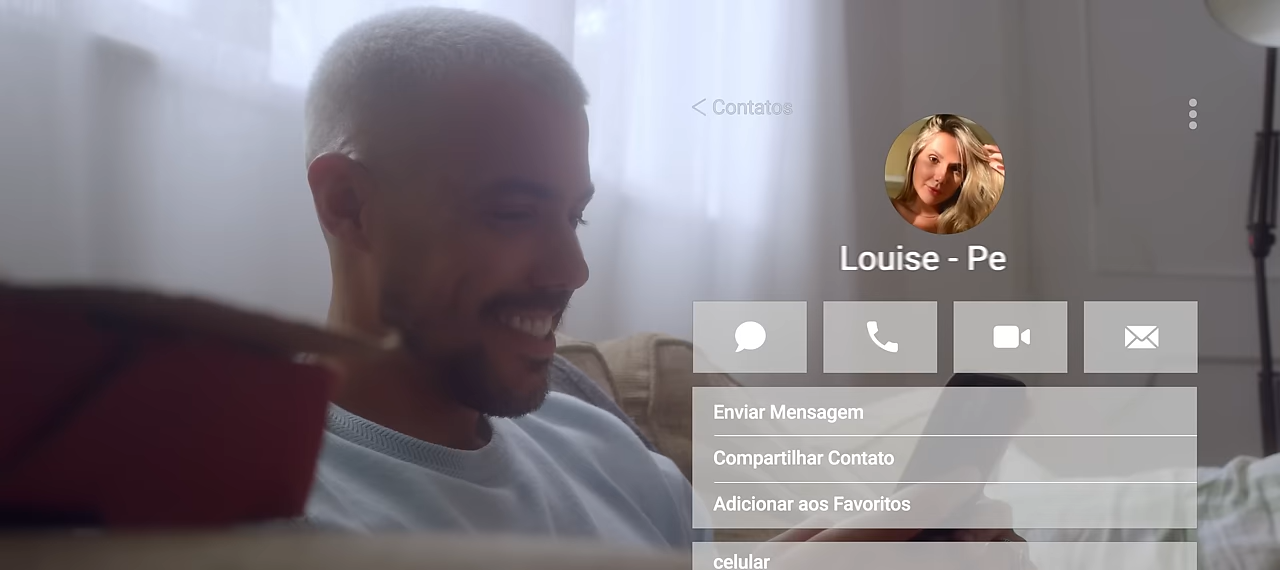 < Contatos
Louise - Pe
Enviar Mensagem
Compartilhar Contato
Adicionar aos Favoritos
celular